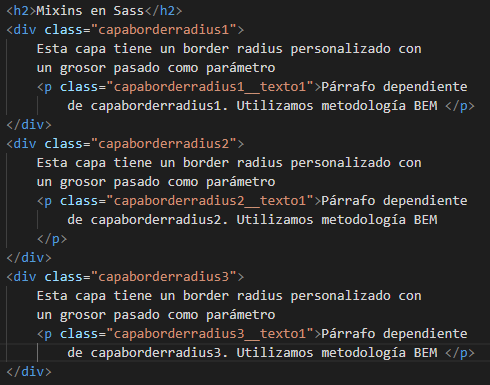 <h2>Mixins en Sass</h2>
<div class="capaborderradius1">
Esta capa tiene un border radius personalizado con
un grosor pasado como parámetro
<p class="capaborderradius1__texto1">Párrafo dependiente
de capaborderradius1. Utilizamos metodología BEM </p>
</div>
<div class="capaborderradius2">
Esta capa tiene un border radius personalizado con
un grosor pasado como parámetro
<p class="capaborderradius2__texto1">Párrafo dependiente
de capaborderradius2. Utilizamos metodología BEM
</p>
</div>
<div class="capaborderradius3">
Esta capa tiene un border radius personalizado con
un grosor pasado como parámetro
<p class="capaborderradius3__texto1">Párrafo dependiente
de capaborderradius3. Utilizamos metodología BEM </p>
</div>